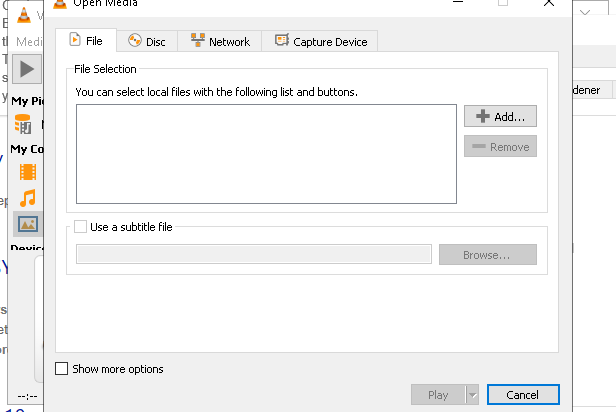 Open Media
File
Disc
Network
Capture Device
File Selection
You can select local files with the following list and buttons.
Add...
Remove
Use a subtitle file
Browse...
Show more options
Play
Cancel
Medi
My Pi
My Co
Device
dener
--:--